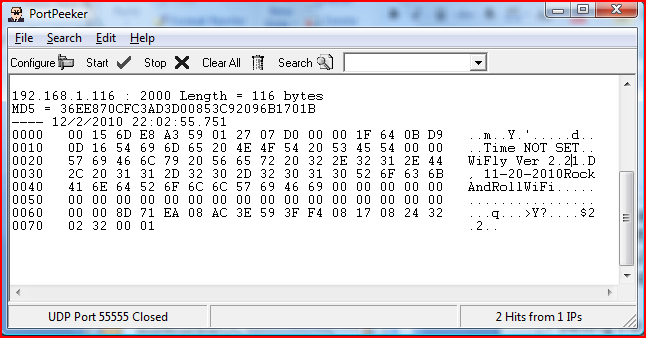 PortPeeker
File Search Edit Help
Configure Start Stop Clear All Search
192.168.1.116 : 2000 Length = 116 bytes
MD5 = 36EE870CFC3AD3D00853C92096B1701B
---- 12/2/2010 22:02:55.751
0000 00 15 6D E8 A3 59 01 27 07 D0 00 00 1F 64 0B D9 ..m..Y.'.....d..
0010 0D 16 54 69 6D 65 20 4E 4F 54 20 53 45 54 00 00 ..Time NOT SET..
0020 57 69 46 6C 79 20 56 65 72 20 32 2E 32 31 2E 44 WiFly Ver 2.21.D
0030 2C 20 31 31 2D 32 30 2D 32 30 31 30 52 6F 63 6B , 11-20-2010Rock
0040 41 6E 64 52 6F 6C 6C 57 69 46 69 00 00 00 00 00 AndRollWiFi.....
0050 00 00 00 00 00 00 00 00 00 00 00 00 00 00 00 00 ................
0060 00 00 8D 71 EA 08 AC 3E 59 3F F4 08 17 08 24 32 ...q...>Y?....$2
0070 02 32 00 01 .2..
UDP Port 55555 Closed 2 Hits from 1 IPs